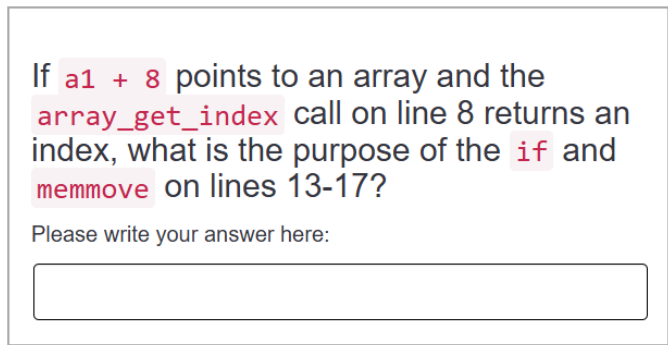 If a1 + 8 points to an array and the
array_get_index call on line 8 returns an
index, what is the purpose of the if and
memmove on lines 13-17?
Please write your answer here: